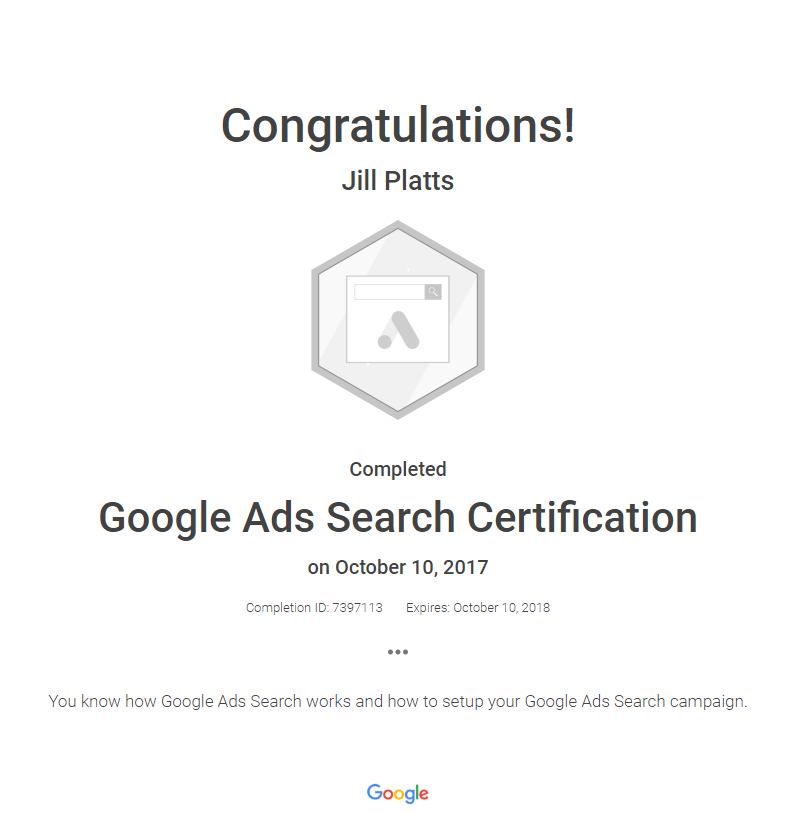 Congratulations!
Jill Platts
Completed
Google Ads Search Certification
on October 10, 2017
Completion ID: 7397113 Expires: October 10, 2018
You know how Google Ads Search works and how to setup your Google Ads Search campaign.
Google